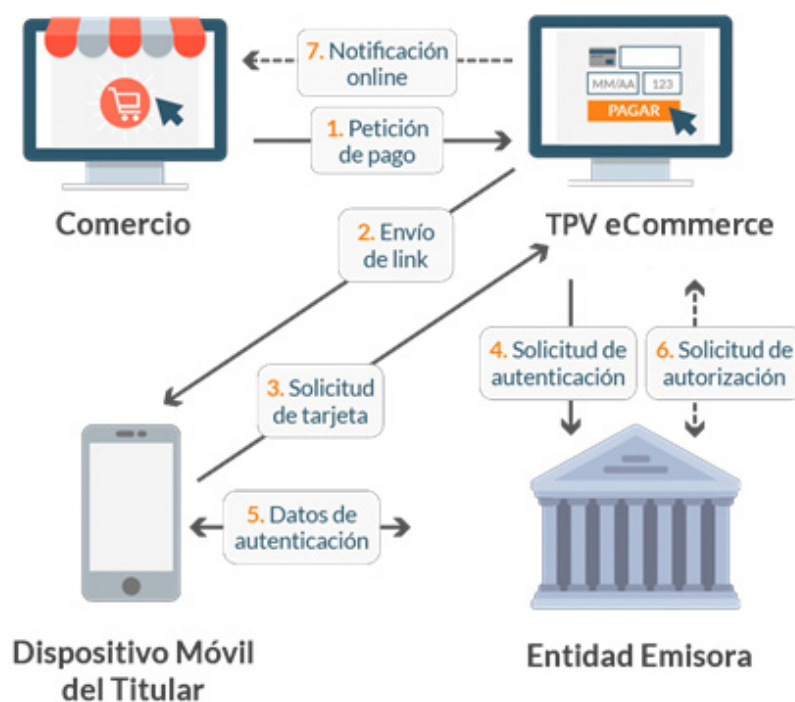 7. Notificación
online
MM/AA 123
PAGAR
1. Petición
de pago
Comercio
TPV eCommerce
2. Envío
de link
4. Solicitud de
autenticación
6. Solicitud de
autorización
3. Solicitud
de tarjeta
5. Datos de
autenticación
Dispositivo Móvil
del Titular
Entidad Emisora